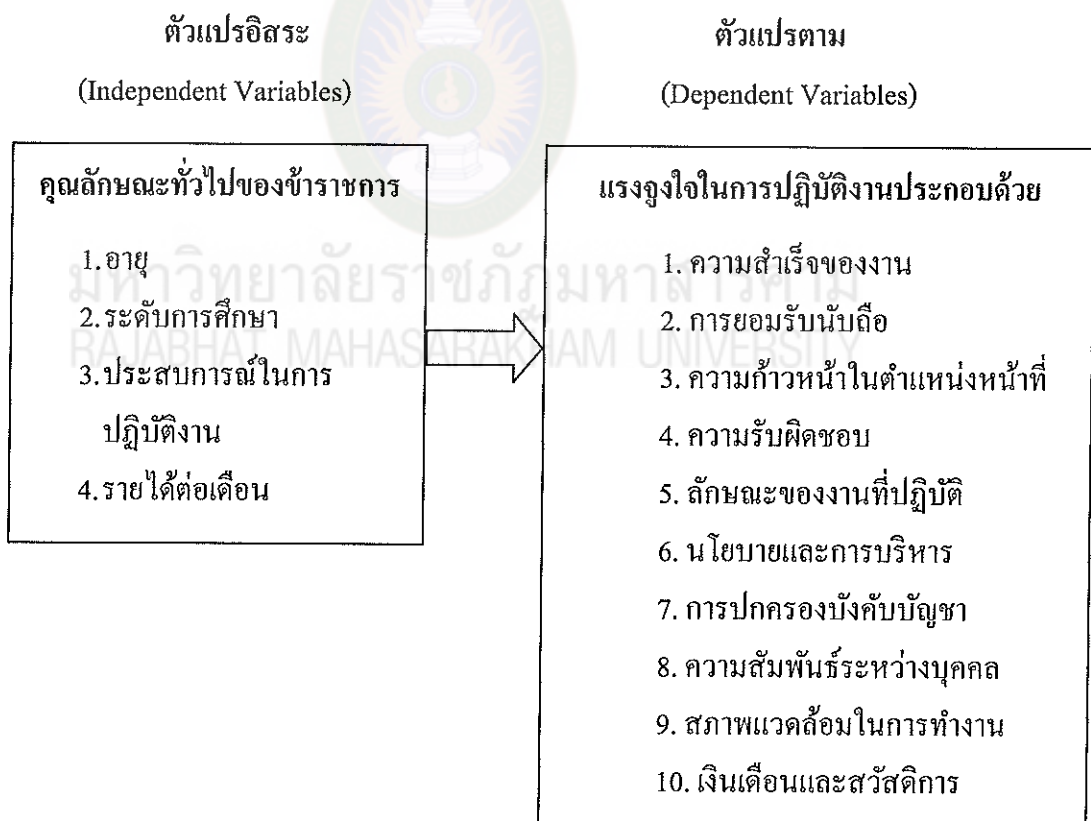 ตัวแปรอิสระ
(Independent Variables)
คุณลักษณะทั่วไปของข้าราชการ
1. อายุ
2. ระดับการศึกษา
3. ประสบการณ์ในการ
ปฏิบัติงาน
4. รายได้ต่อเดือน
ตัวแปรตาม
(Dependent Variables)
แรงจูงใจในการปฏิบัติงานประกอบด้วย
1. ความสำเร็จของงาน
2. การยอมรับนับถือ
3. ความก้าวหน้าในตำแหน่งหน้าที่
4. ความรับผิดชอบ
5. ลักษณะของงานที่ปฏิบัติ
6. นโยบายและการบริหาร
7. การปกครองบังคับบัญชา
8. ความสัมพันธ์ระหว่างบุคคล
9. สภาพแวดล้อมในการทำงาน
10. เงินเดือนและสวัสดิการ
มหาวิทยาลัยราชภัฏมหาสารคาม
RAJABHAT MAHASARAKHAM UNIVERSITY